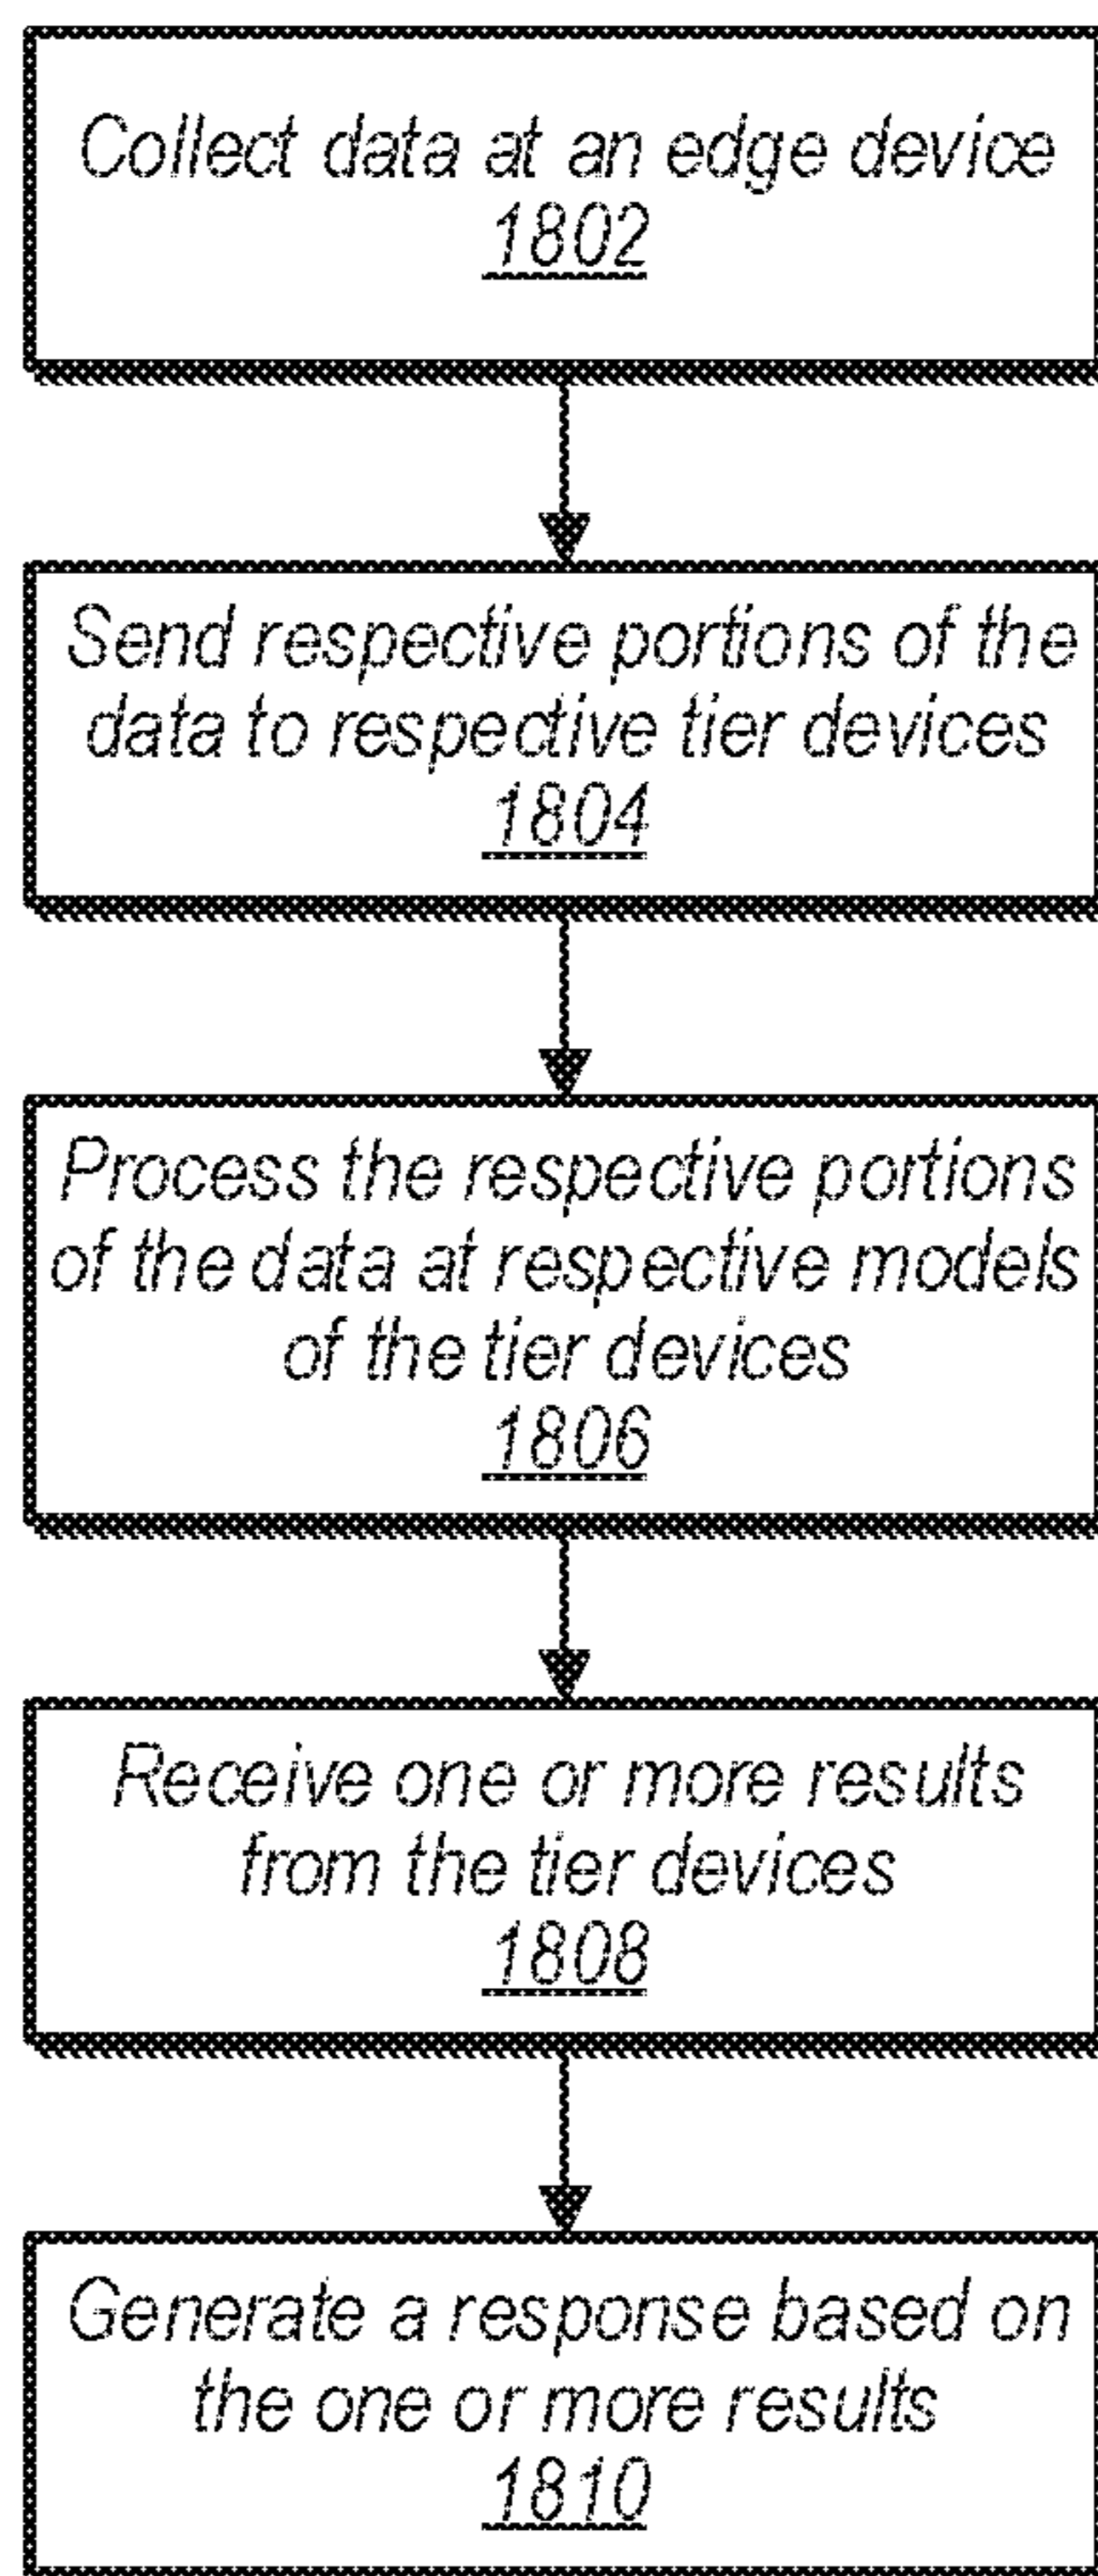 Collect data at an edge device
1802
Send respective portions of the
data to respective tier devices
1804
Process the respective portions
of the data at respective models
of the tier devices
1806
Receive one or more results
from the tier devices
1808
Generate a response based on
the one or more results
1810